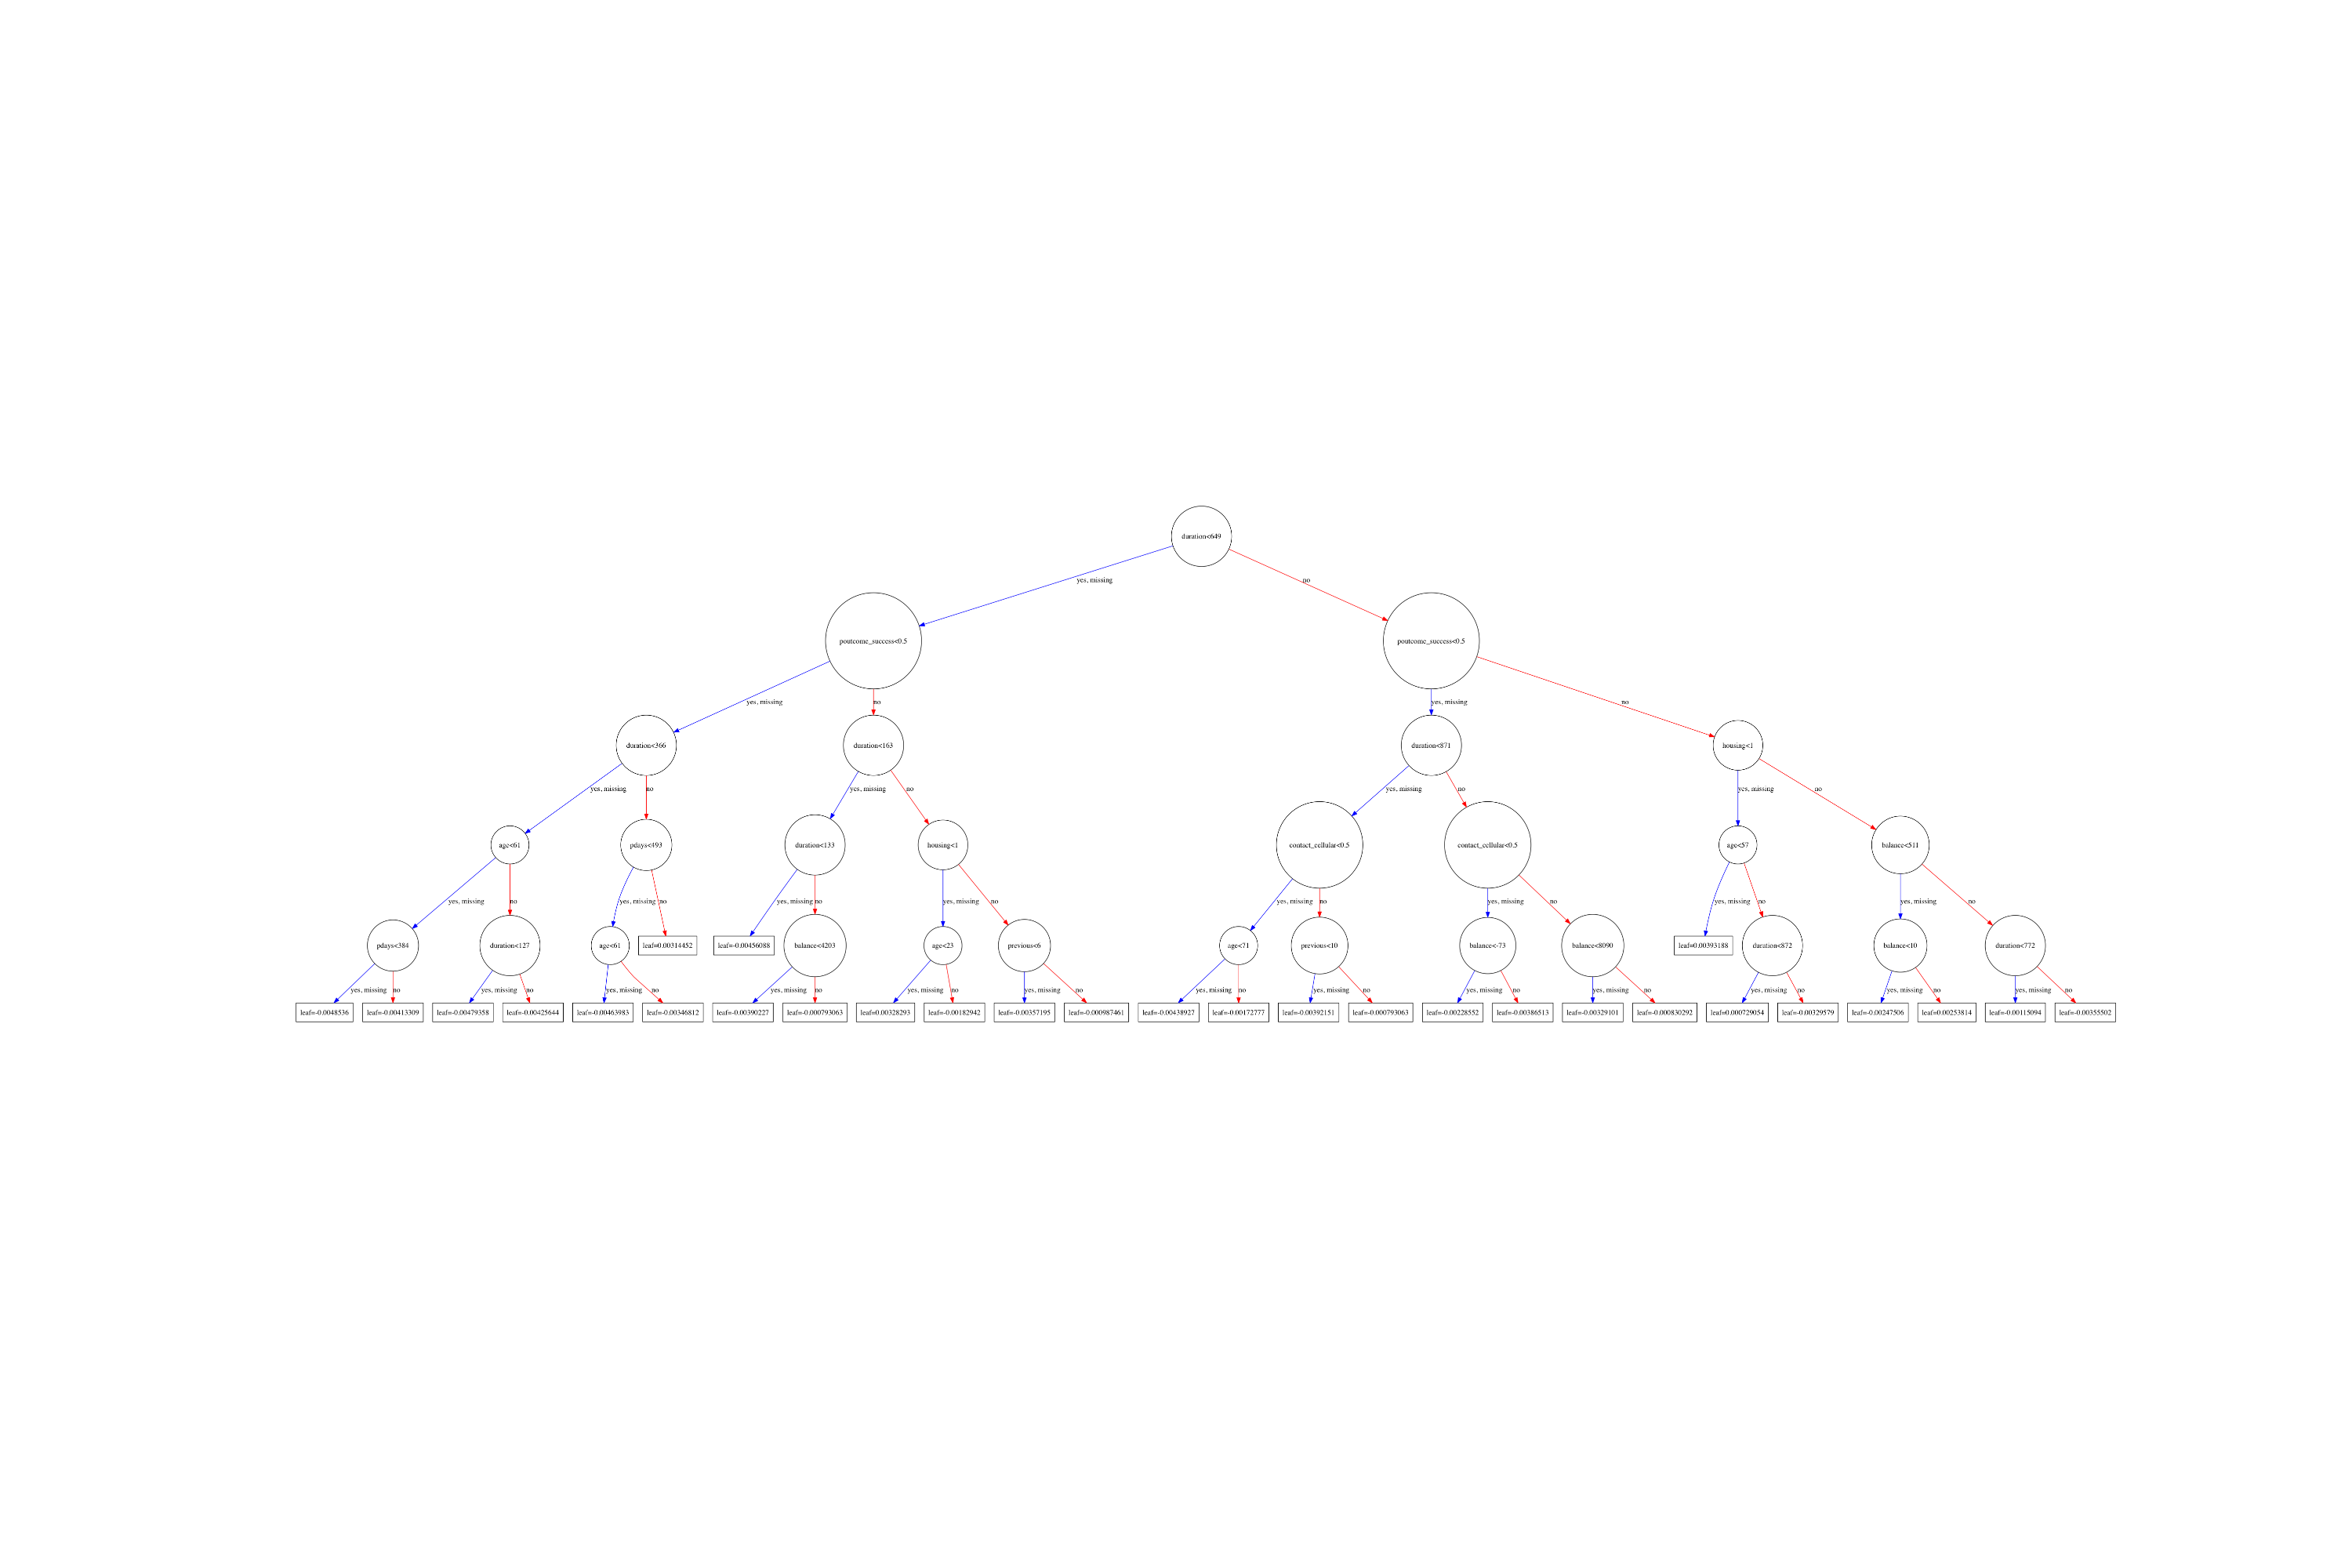 duration<649
yes, missing
no
poutcome_success<0.5
poutcome_success<0.5
yes, missing
no
yes, missing
no
duration<366
duration<163
duration<871
housing<1
yes, missing
no
yes, missing
no
yes, missing
no
yes, missing
no
age<61
pdays<493
duration<133
housing<1
contact_cellular<0.5
contact_cellular<0.5
age<57
balance<511
yes, missing
no
yes, missing
no
yes, missing
no
yes, missing
no
yes, missing
no
yes, missing
no
yes, missing
no
yes, missing
no
pdays<384
duration<127
age<61
leaf=0.00314452
leaf=-0.00456088
balance<4203
age<23
previous<6
age<71
previous<10
balance<-73
balance<8090
leaf=0.00393188
duration<872
balance<10
duration<772
yes, missing
no
yes, missing
no
yes, missing
no
yes, missing
no
yes, missing
no
yes, missing
no
yes, missing
no
yes, missing
no
yes, missing
no
yes, missing
no
yes, missing
no
yes, missing
no
yes, missing
no
leaf=-0.0048536
leaf=-0.00413309
leaf=-0.00479358
leaf=-0.00425644
leaf=-0.00463983
leaf=-0.00346812
leaf=-0.00390227
leaf=-0.000793063
leaf=0.00328293
leaf=-0.00182942
leaf=-0.00357195
leaf=-0.000987461
leaf=-0.00438927
leaf=-0.00172777
leaf=-0.00392151
leaf=-0.000793063
leaf=-0.00228552
leaf=-0.00386513
leaf=-0.00329101
leaf=-0.000830292
leaf=0.000729054
leaf=-0.00329579
leaf=-0.00247506
leaf=0.00253814
leaf=-0.00115094
leaf=-0.00355502